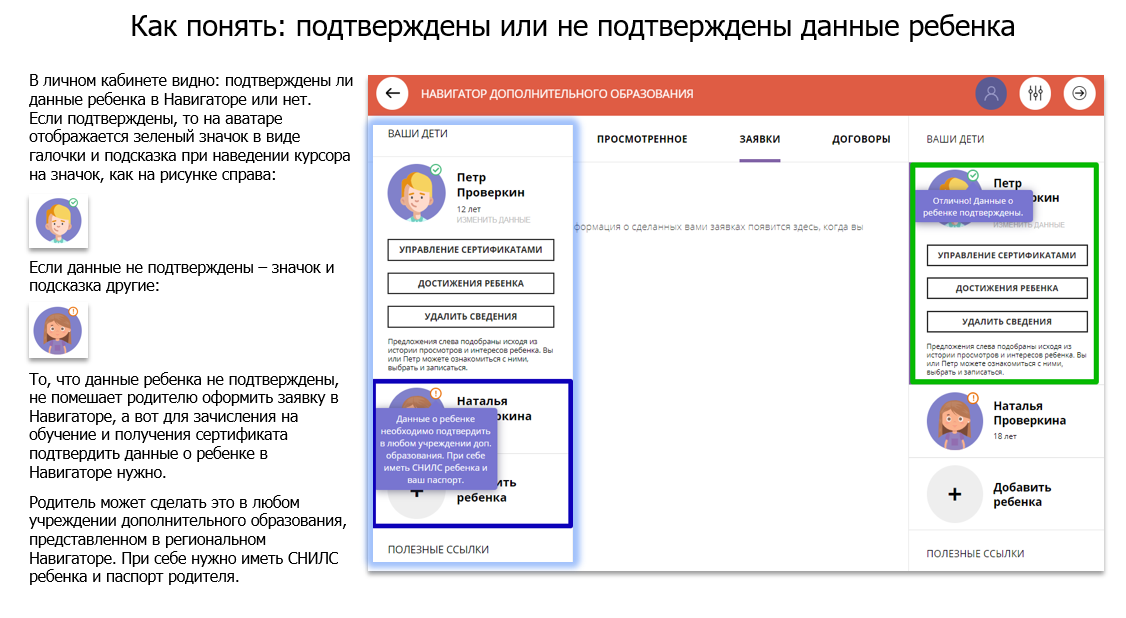 Как понять: подтверждены или не подтверждены данные ребенка
В личном кабинете видно: подтверждены ли
данные ребенка в Навигаторе или нет.
Если подтверждены, то на аватаре
отображается зеленый значок в виде
галочки и подсказка при наведении курсора
на значок, как на рисунке справа:
Если данные не подтверждены – значок и
подсказка другие:
То, что данные ребенка не подтверждены,
не помешает родителю оформить заявку в
Навигаторе, а вот для зачисления на
обучение и получения сертификата
подтвердить данные о ребенке в
Навигаторе нужно.
Родитель может сделать это в любом
учреждении дополнительного образования,
представленном в региональном
Навигаторе. При себе нужно иметь СНИЛС
ребенка и паспорт родителя.
НАВИГАТОР ДОПОЛНИТЕЛЬНОГО ОБРАЗОВАНИЯ
ВАШИ ДЕТИ
Петр
Проверкин
12 лет
ИЗМЕНИТЬ ДАННЫЕ
УПРАВЛЕНИЕ СЕРТИФИКАТАМИ
ДОСТИЖЕНИЯ РЕБЕНКА
УДАЛИТЬ СВЕДЕНИЯ
Предложения слева подобраны исходя из
истории просмотров и интересов ребенка. Вы
или Петр можете ознакомиться с ними,
выбрать и записаться.
Наталья
Проверкина
Данные о ребенке
необходимо подтвердить
в любом учреждении доп.
образования. При себе
иметь СНИЛС ребенка и
ваш паспорт.
ить
ребенка
ПОЛЕЗНЫЕ ССЫЛКИ
ПРОСМОТРЕННОЕ ЗАЯВКИ ДОГОВОРЫ
формация о сделанных вами заявках появится здесь, когда вы
ВАШИ ДЕТИ
Петр
кин
Отлично! Данные о
ребенке подтверждены.
ИЗМЕНИТЬ ДАННЫЕ
УПРАВЛЕНИЕ СЕРТИФИКАТАМИ
ДОСТИЖЕНИЯ РЕБЕНКА
УДАЛИТЬ СВЕДЕНИЯ
Предложения слева подобраны исходя из
истории просмотров и интересов ребенка. Вы
или Петр можете ознакомиться с ними,
выбрать и записаться.
Наталья
Проверкина
18 лет
Добавить
ребенка
ПОЛЕЗНЫЕ ССЫЛКИ